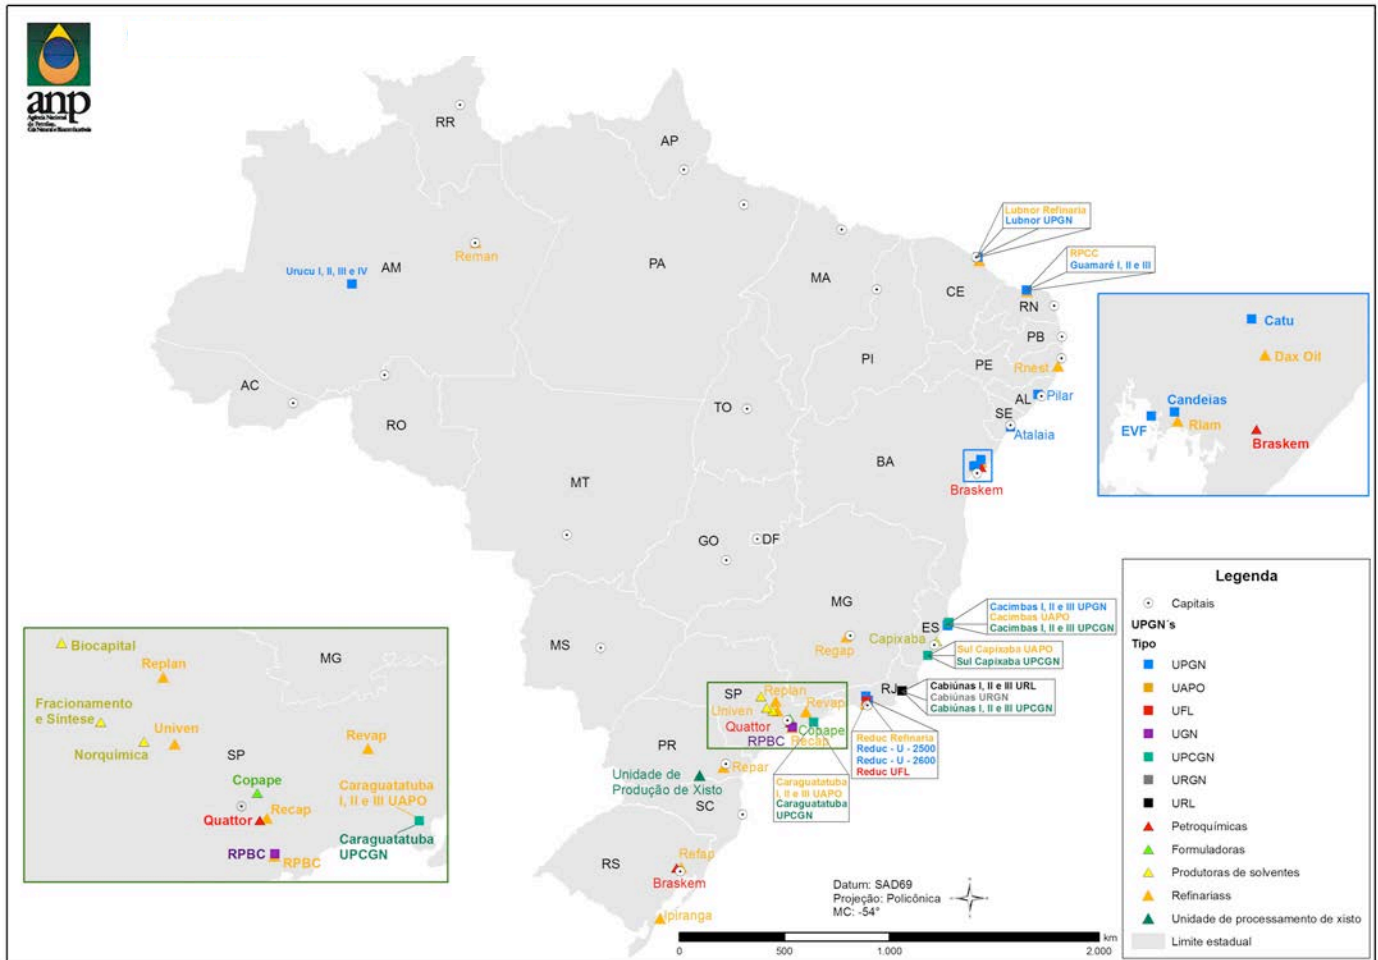 anp
Agência Nacional
do Petróleo,
Gás Natural e Biocombustíveis
RR
AP
AM
PA
MA
CE
RN
PB
PE
PI
AL
SE
AC
RO
TO
BA
MT
GO
DF
MG
ES
MS
SP
RJ
PR
SC
RS
Reman
Urucu I, II, III e IV
Lubnor Refinaria
Lubnor UPGN
RPCC
Guamaré I, II e III
Rnest
Pilar
Atalaia
Braskem
Catu
Dax Oil
Candeias
EVF
Rlam
Braskem
Cacimbas I, II e III UPGN
Cacimbas UAPO
Cacimbas I, II e III UPCGN
Capixaba
Sul Capixaba UAPO
Sul Capixaba UPCGN
Regap
Cabiúnas I, II e III URL
Cabiúnas URGN
Cabiúnas I, II e III UPCGN
Replan
Univen
Revap
Quattor
Copape
RPBC
Recap
Reduc Refinaria
Reduc - U - 2500
Reduc - U - 2600
Reduc UFL
Caraguatatuba
I, II e III UAPO
Caraguatatuba
UPCGN
Repar
Unidade de
Produção de Xisto
Refap
Braskem
Ipiranga
Biocapital
Replan
MG
Fracionamento
e Síntese
Univen
Norquímica
SP
Revap
Copape
Caraguatatuba
I, II e III UAPO
Quattor
Recap
Caraguatatuba
UPCGN
RPBC
RPBC
Legenda
Capitais
UPGN´s
Tipo
UPGN
UAPO
UFL
UGN
UPCGN
URGN
URL
Petroquímicas
Formuladoras
Produtoras de solventes
Refinariass
Unidade de processamento de xisto
Limite estadual
Datum: SAD69
Projeção: Policônica
MC: -54°
km
0 500 1.000 2.000